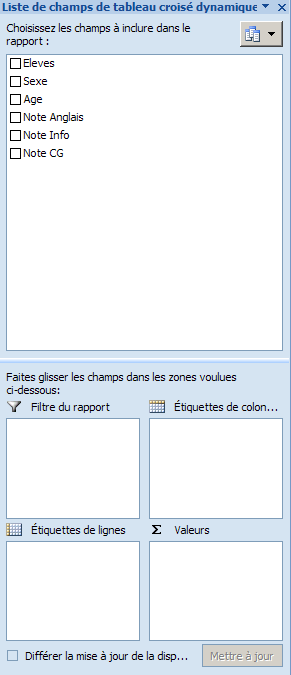 Liste de champs de tableau croisé dynamique
Choisissez les champs à inclure dans le
rapport :
Eleves
Sexe
Age
Note Anglais
Note Info
Note CG
Faites glisser les champs dans les zones voulues
ci-dessous:
Filtre du rapport
Étiquettes de colon...
Étiquettes de lignes
Σ Valeurs
Différer la mise à jour de la disp...
Mettre à jour